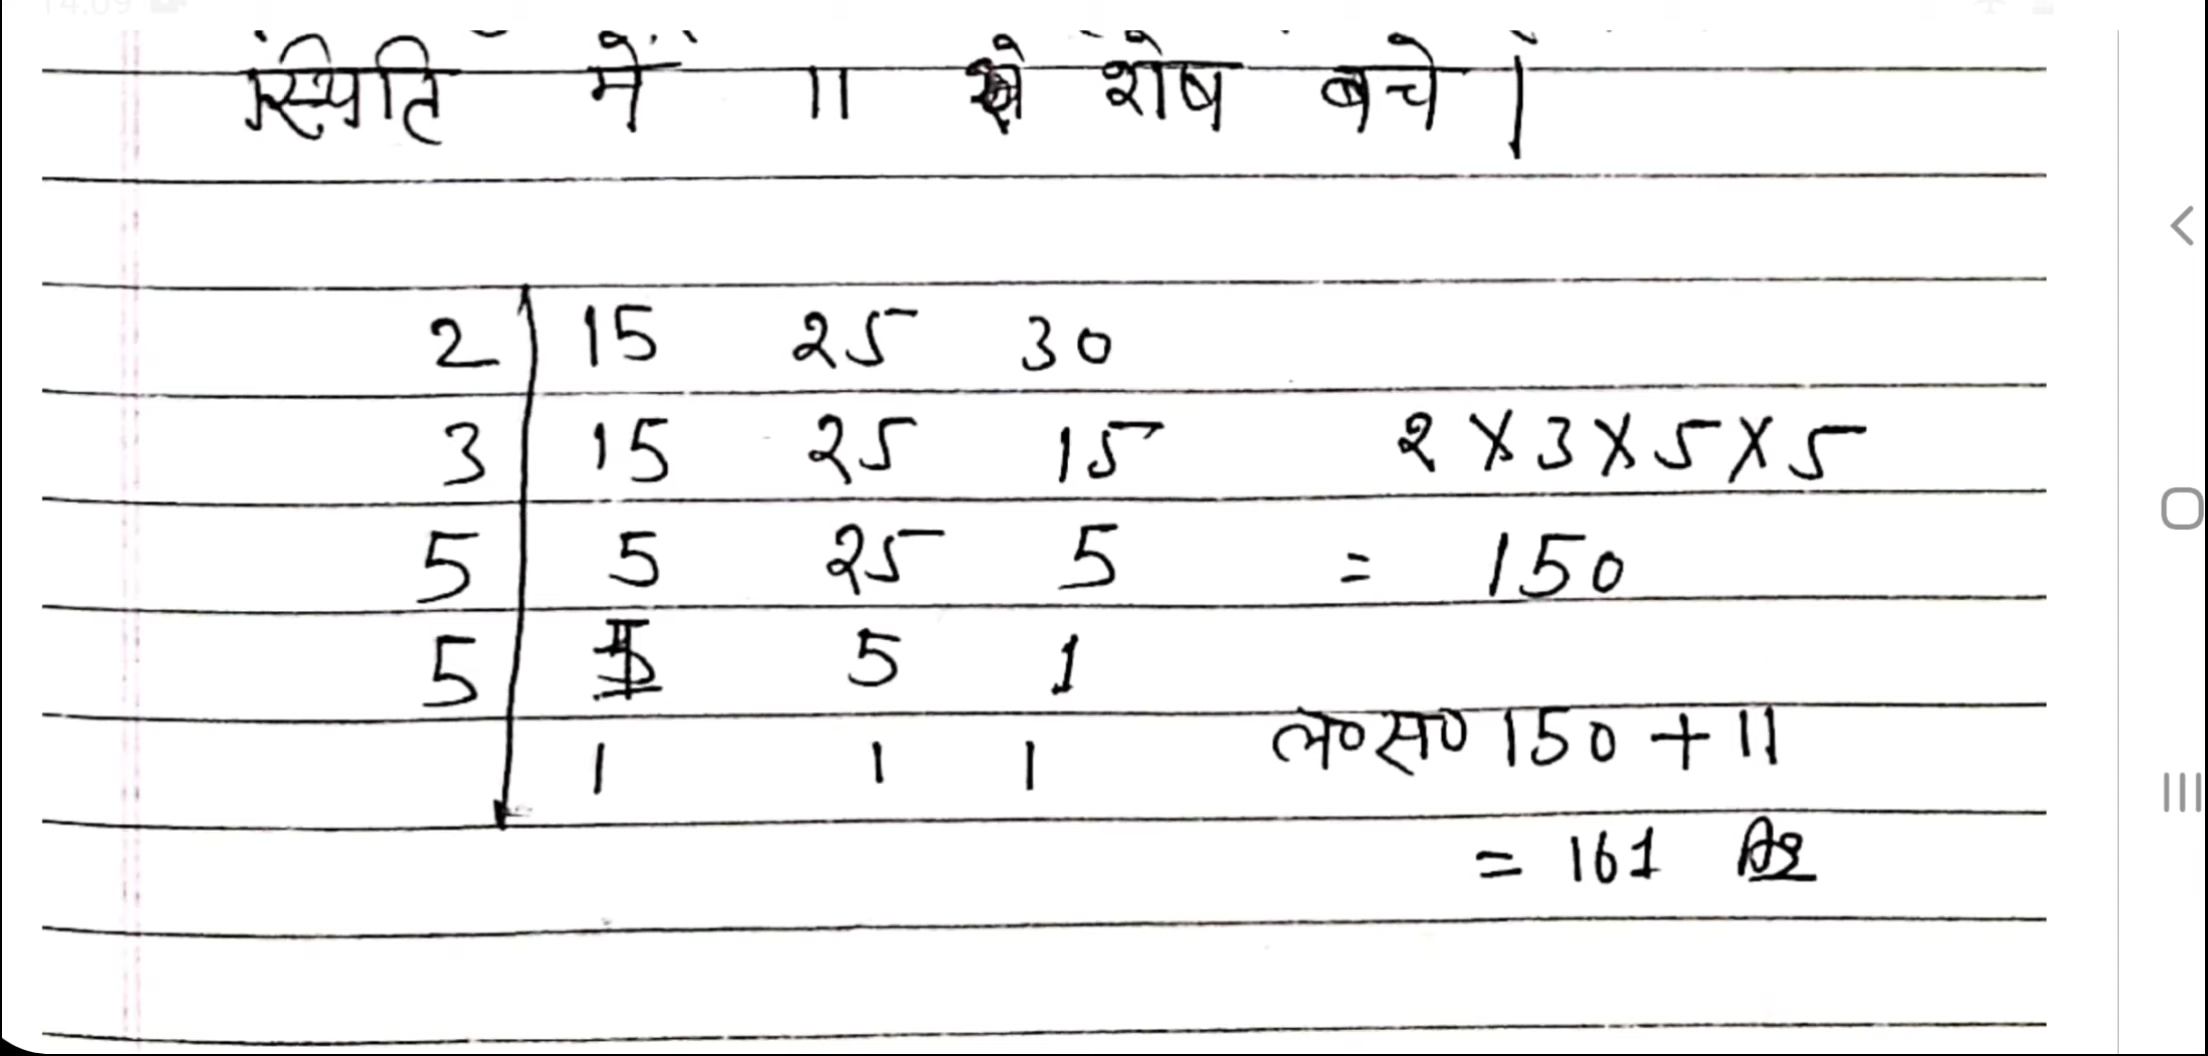 स्थिति में 11 शेष बचे।
2 | 15 25 30
3 | 15 25 15 2 × 3 × 5 × 5
5 | 5 25 5 = 150
5 | 5 1
1 1 1 ल०स० 150 + 11
= 161 As